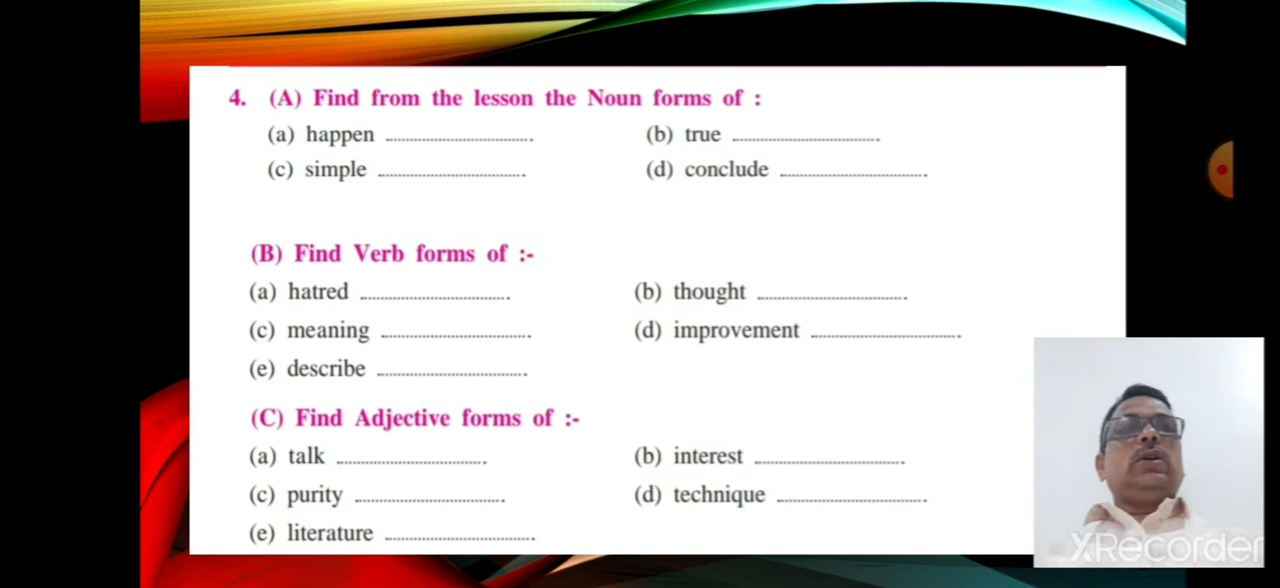 4. (A) Find from the lesson the Noun forms of :
(a) happen ................................. (b) true .................................
(c) simple ................................. (d) conclude .................................
(B) Find Verb forms of :-
(a) hatred ................................. (b) thought .................................
(c) meaning ................................. (d) improvement .................................
(e) describe .................................
(C) Find Adjective forms of :-
(a) talk ................................. (b) interest .................................
(c) purity ................................. (d) technique .................................
(e) literature .................................
XRecorder